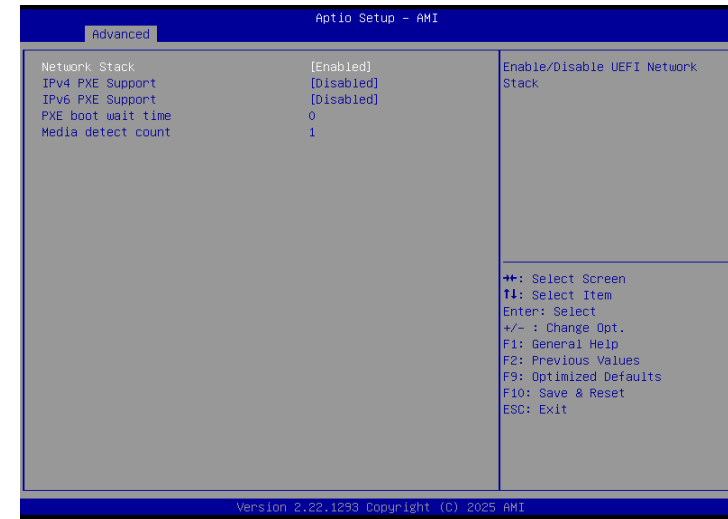 Aptio Setup – AMI
Advanced
Network Stack [Enabled]
IPv4 PXE Support [Disabled]
IPv6 PXE Support [Disabled]
PXE boot wait time 0
Media detect count 1
Enable/Disable UEFI Network
Stack
→←: Select Screen
↑↓: Select Item
Enter: Select
+/- : Change Opt.
F1: General Help
F2: Previous Values
F9: Optimized Defaults
F10: Save & Reset
ESC: Exit
Version 2.22.1293 Copyright (C) 2025 AMI